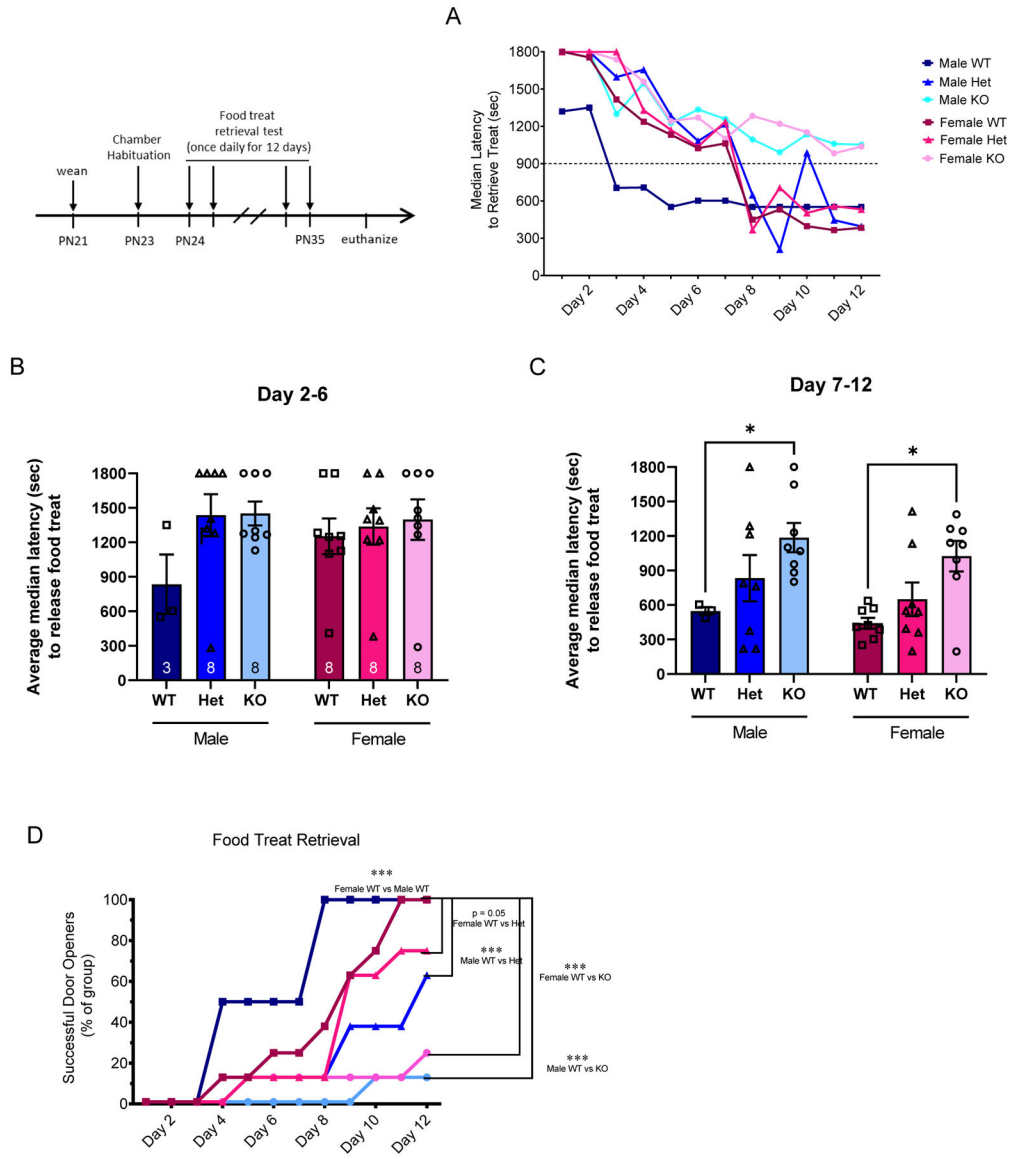 Food treat
retrieval test
(once daily for 12 days)
Chamber
Habituation
wean
PN21
PN23
PN24
PN35
euthanize
A
Median Latency
to Retrieve Treat (sec)
1800
1500
1200
900
600
300
0
Day 2
Day 4
Day 6
Day 8
Day 10
Day 12
Male WT
Male Het
Male KO
Female WT
Female Het
Female KO
B
Day 2-6
Average median latency (sec)
to release food treat
1800
1500
1200
900
600
300
0
3
8
8
8
8
8
WT
Het
KO
WT
Het
KO
Male
Female
C
Day 7-12
Average median latency (sec)
to release food treat
1800
1500
1200
900
600
300
0
*
*
WT
Het
KO
WT
Het
KO
Male
Female
D
Food Treat Retrieval
Successful Door Openers
(% of group)
100
80
60
40
20
0
Day 2
Day 4
Day 6
Day 8
Day 10
Day 12
***
Female WT vs Male WT
p = 0.05
Female WT vs Het
***
Male WT vs Het
***
Female WT vs KO
***
Male WT vs KO